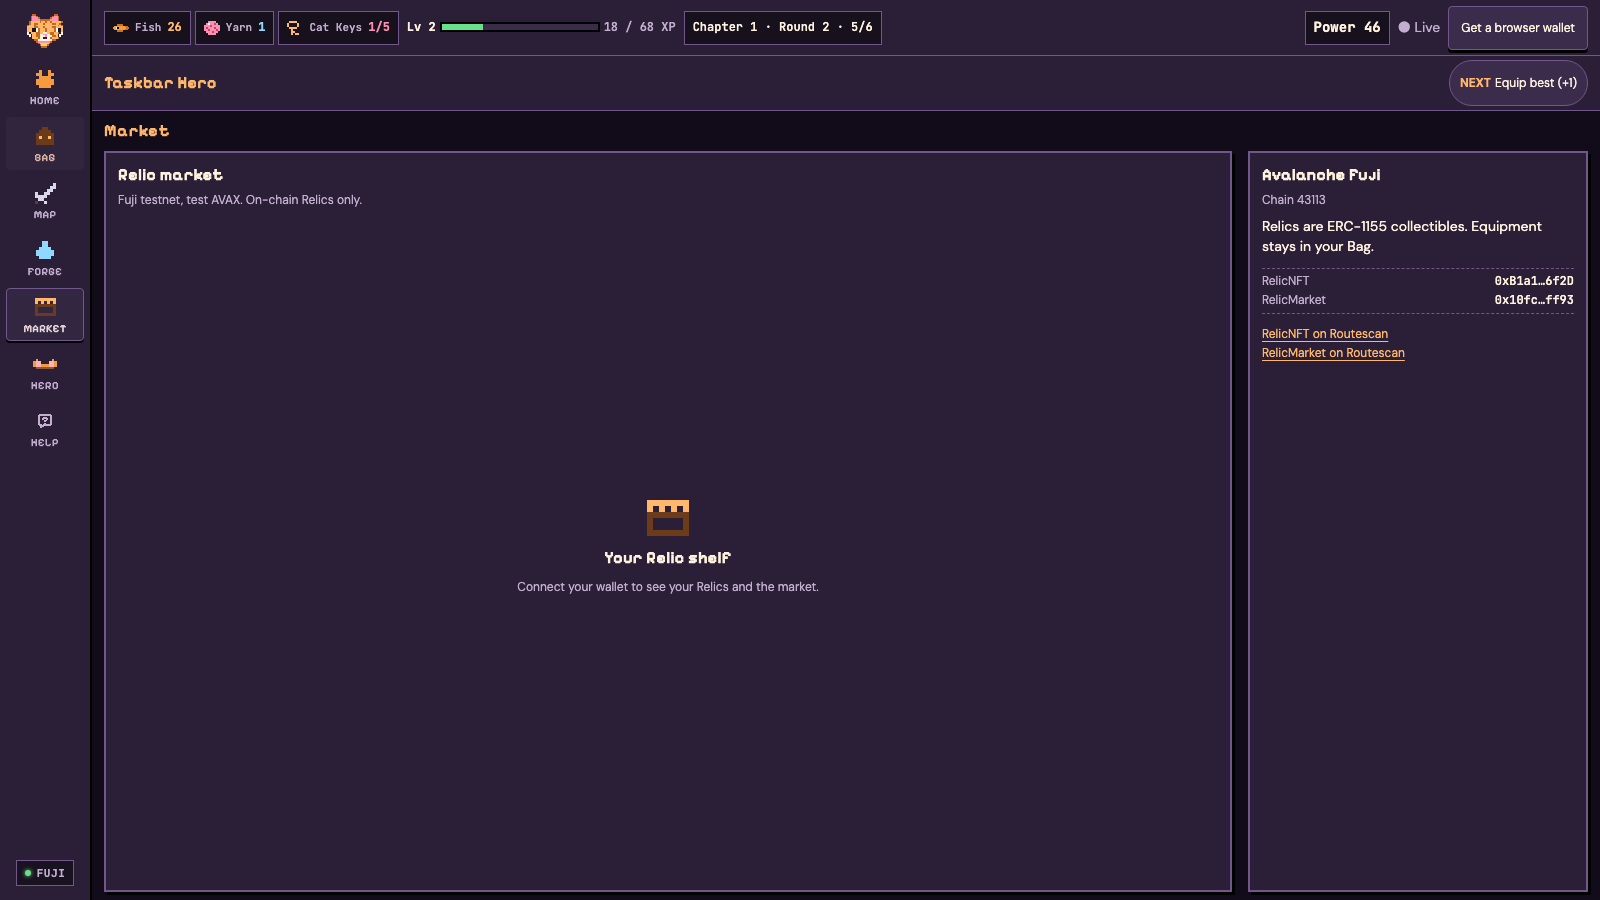 Fish 26
Yarn 1
Cat Keys 1/5
Lv 2
18 / 68 XP
Chapter 1 · Round 2 · 5/6
Power 46
Live
Get a browser wallet
HOME
BAG
MAP
FORGE
MARKET
HERO
HELP
FUJI
Taskbar Hero
NEXT Equip best (+1)
Market
Relic market
Fuji testnet, test AVAX. On-chain Relics only.
Your Relic shelf
Connect your wallet to see your Relics and the market.
Avalanche Fuji
Chain 43113
Relics are ERC-1155 collectibles. Equipment
stays in your Bag.
RelicNFT 0xB1a1…6f2D
RelicMarket 0x10fc…ff93
RelicNFT on Routescan
RelicMarket on Routescan